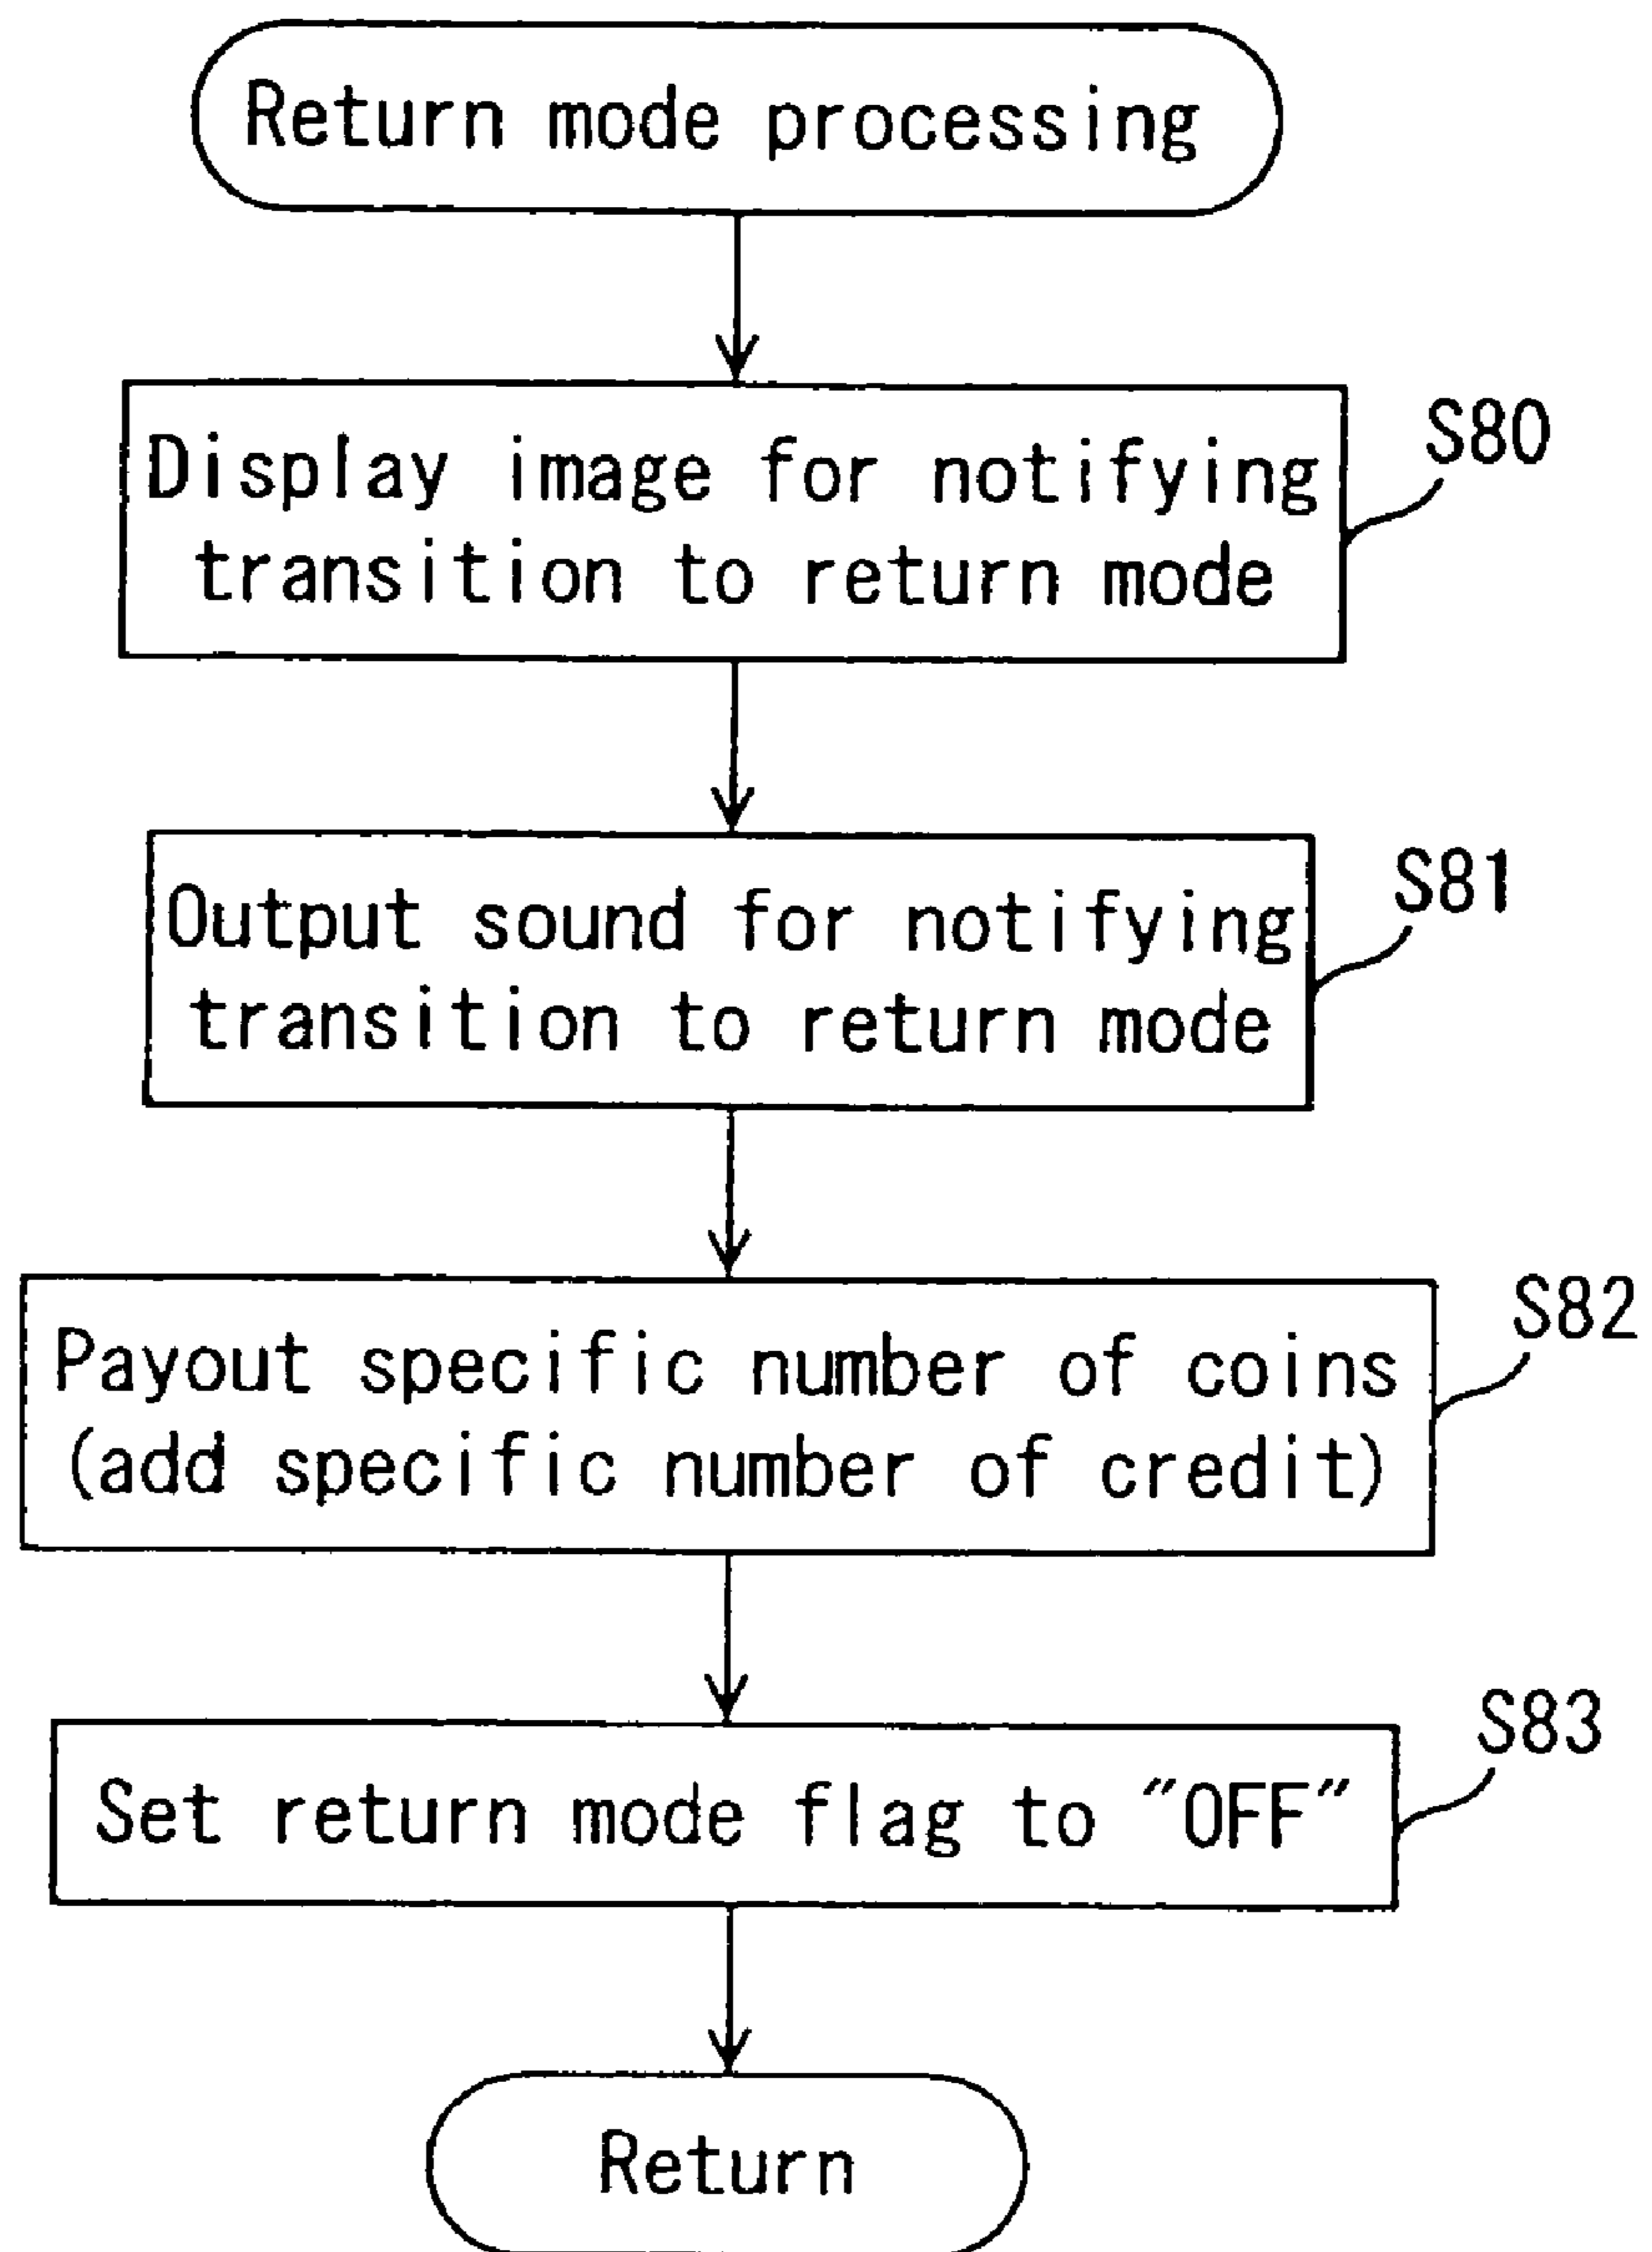 Return mode processing
S80
Display image for notifying
transition to return mode
S81
Output sound for notifying
transition to return mode
S82
Payout specific number of coins
(add specific number of credit)
S83
Set return mode flag to "OFF"
Return